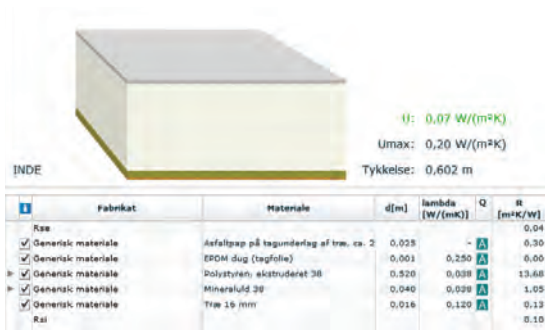 U: 0,07 W/(m²K)
Umax: 0,20 W/(m²K)
INDE Tykkelse: 0,602 m
i Fabrikat Materiale d[m] lambda [W/(mK)] Q R [m²K/W]
Rse 0,04
Generisk materiale Asfaltpap på tagunderlag af træ, ca. 2 0,025 - A 0,30
Generisk materiale EPDM dug (tagfolie) 0,001 0,250 A 0,00
Generisk materiale Polystyren, ekstruderet 38 0,520 0,038 A 13,68
Generisk materiale Mineraluld 38 0,040 0,038 A 1,05
Generisk materiale Træ 16 mm 0,016 0,120 A 0,13
Rsi 0,10